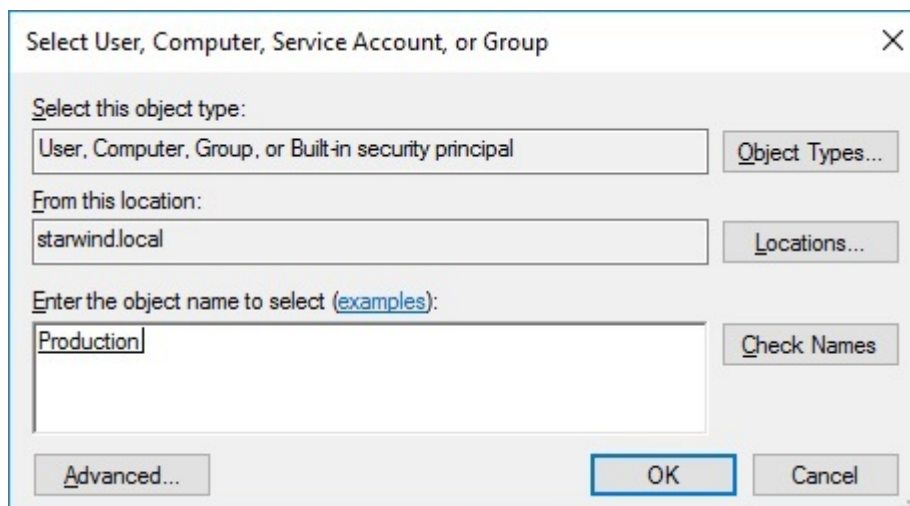 Select User, Computer, Service Account, or Group
Select this object type:
User, Computer, Group, or Built-in security principal
Object Types...
From this location:
starwind.local
Locations...
Enter the object name to select (examples):
Production
Check Names
Advanced...
OK
Cancel